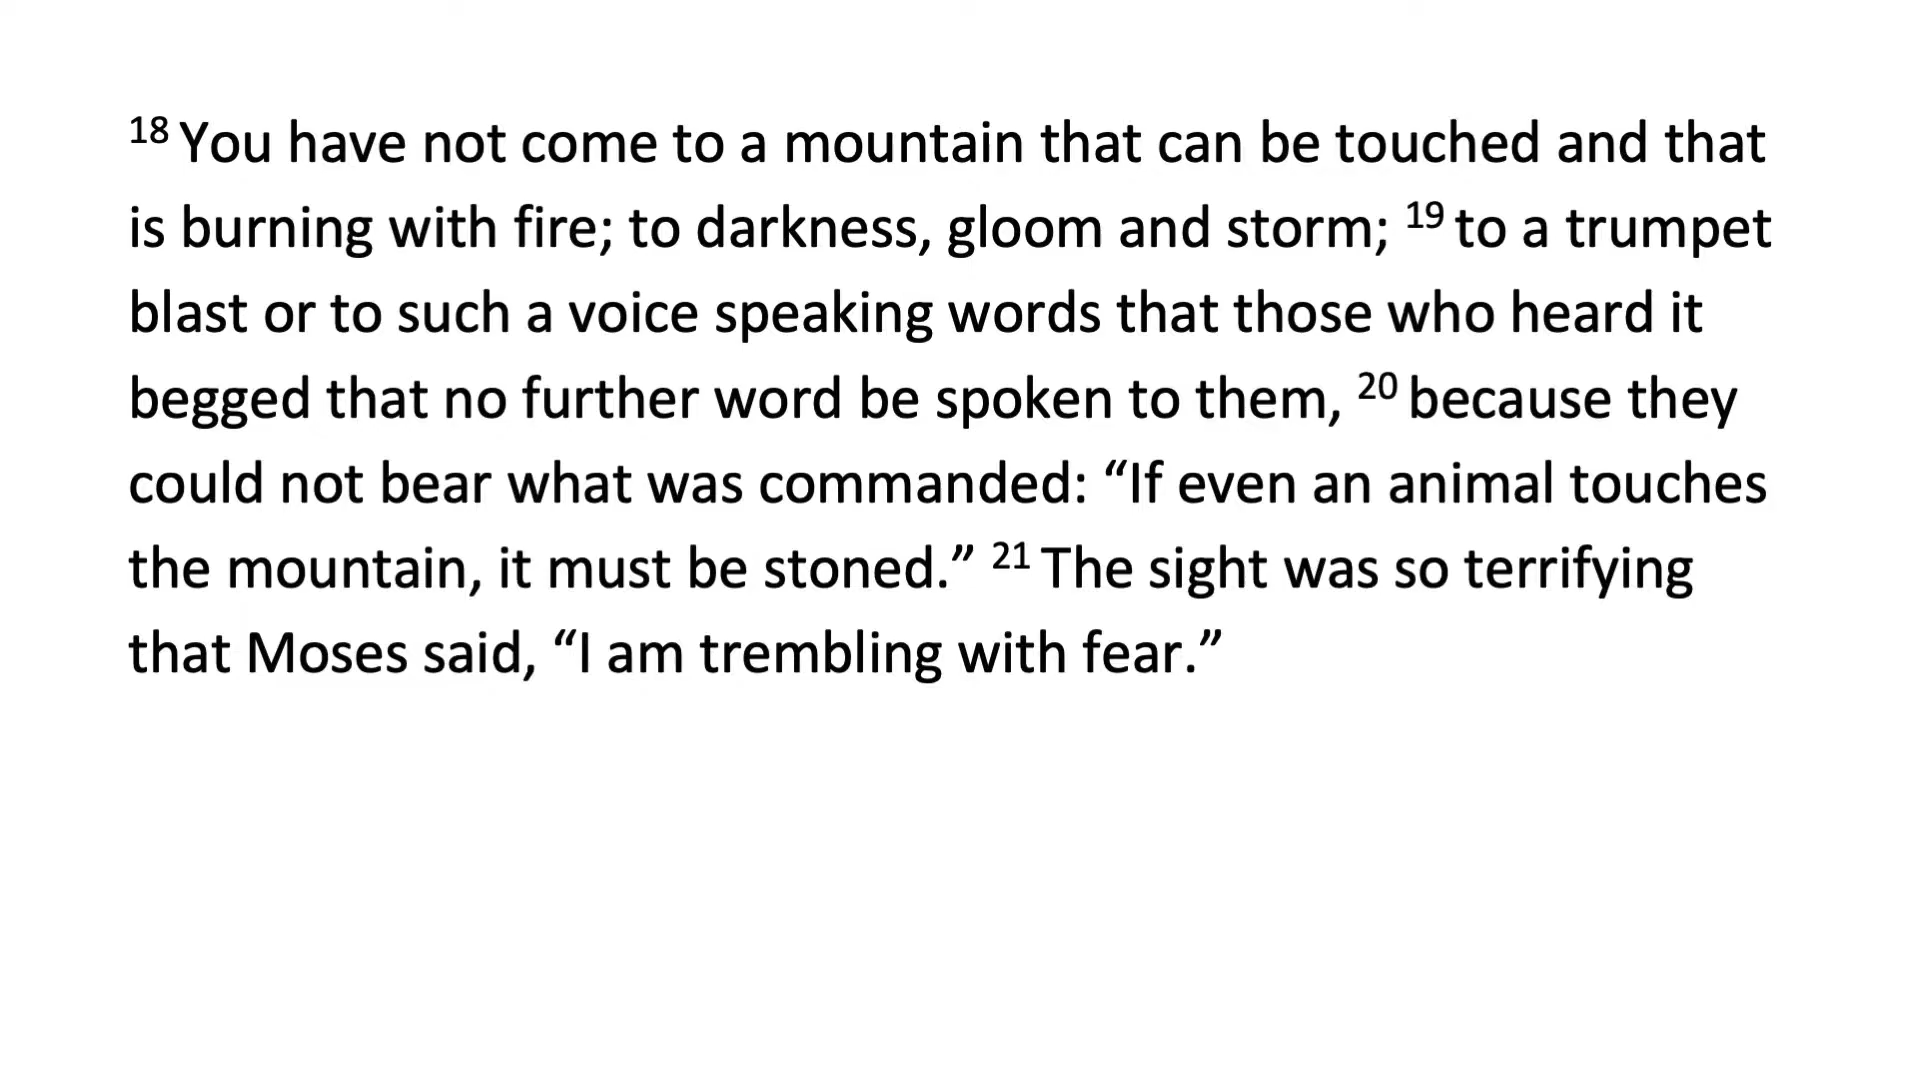 18 You have not come to a mountain that can be touched and that
is burning with fire; to darkness, gloom and storm; 19 to a trumpet
blast or to such a voice speaking words that those who heard it
begged that no further word be spoken to them, 20 because they
could not bear what was commanded: “If even an animal touches
the mountain, it must be stoned.” 21 The sight was so terrifying
that Moses said, “I am trembling with fear.”